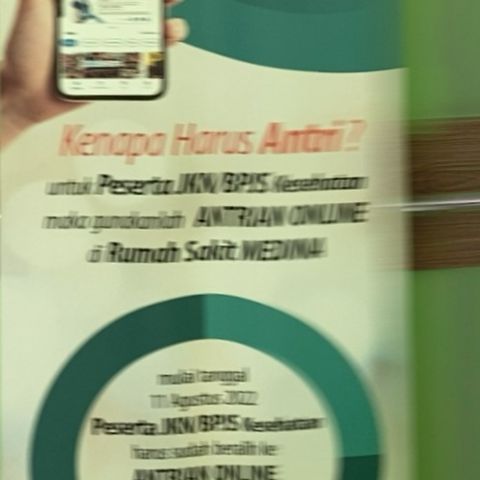 Kenapa Harus Antri?
untuk Peserta JKN/BPJS Kesehatan
maka gunakanlah ANTRIAN ONLINE
di Rumah Sakit MEDINA!
mulai tanggal
11 Agustus 2022
Peserta JKN/BPJS Kesehatan
harus sudah beralih ke
ANTRIAN ONLINE